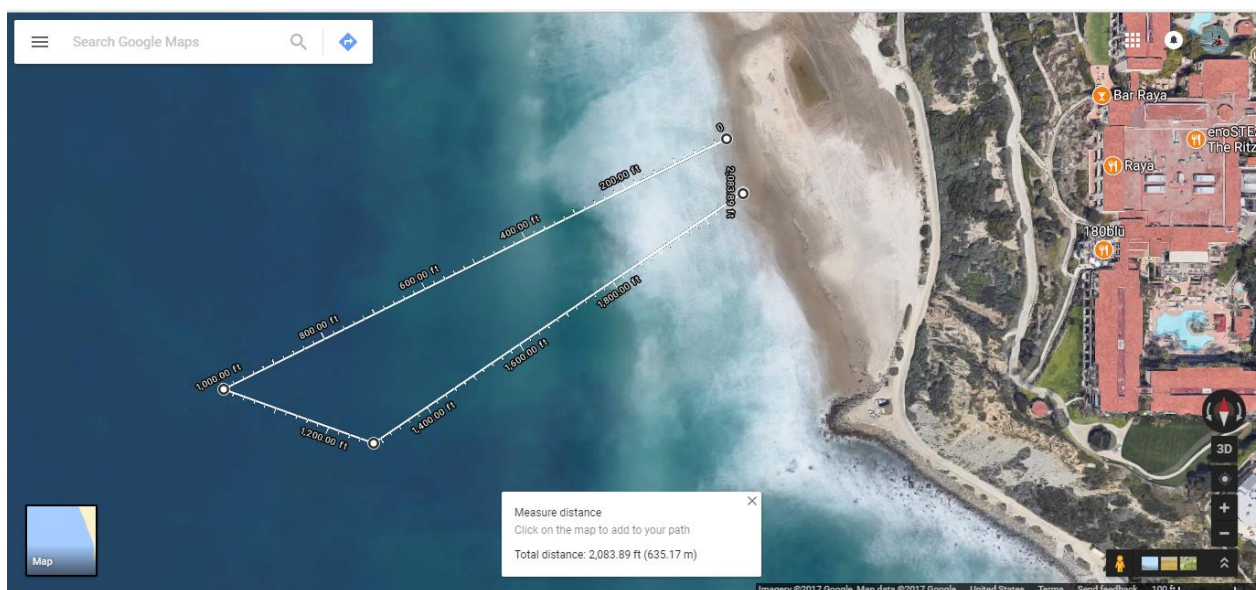 Search Google Maps
Bar Raya
enoSTE
The Ritz
Raya
180blū
0
200.00 ft
400.00 ft
600.00 ft
800.00 ft
1,000.00 ft
1,200.00 ft
1,400.00 ft
1,600.00 ft
1,800.00 ft
2,083.89 ft
3D
Measure distance
Click on the map to add to your path
Total distance: 2,083.89 ft (635.17 m)
Map
Imagery ©2017 Google, Map data ©2017 Google United States Terms Send feedback 100 ft